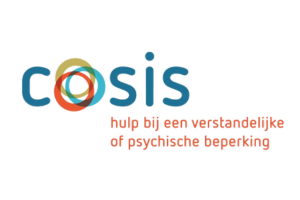 cosis
hulp bij een verstandelijke
of psychische beperking